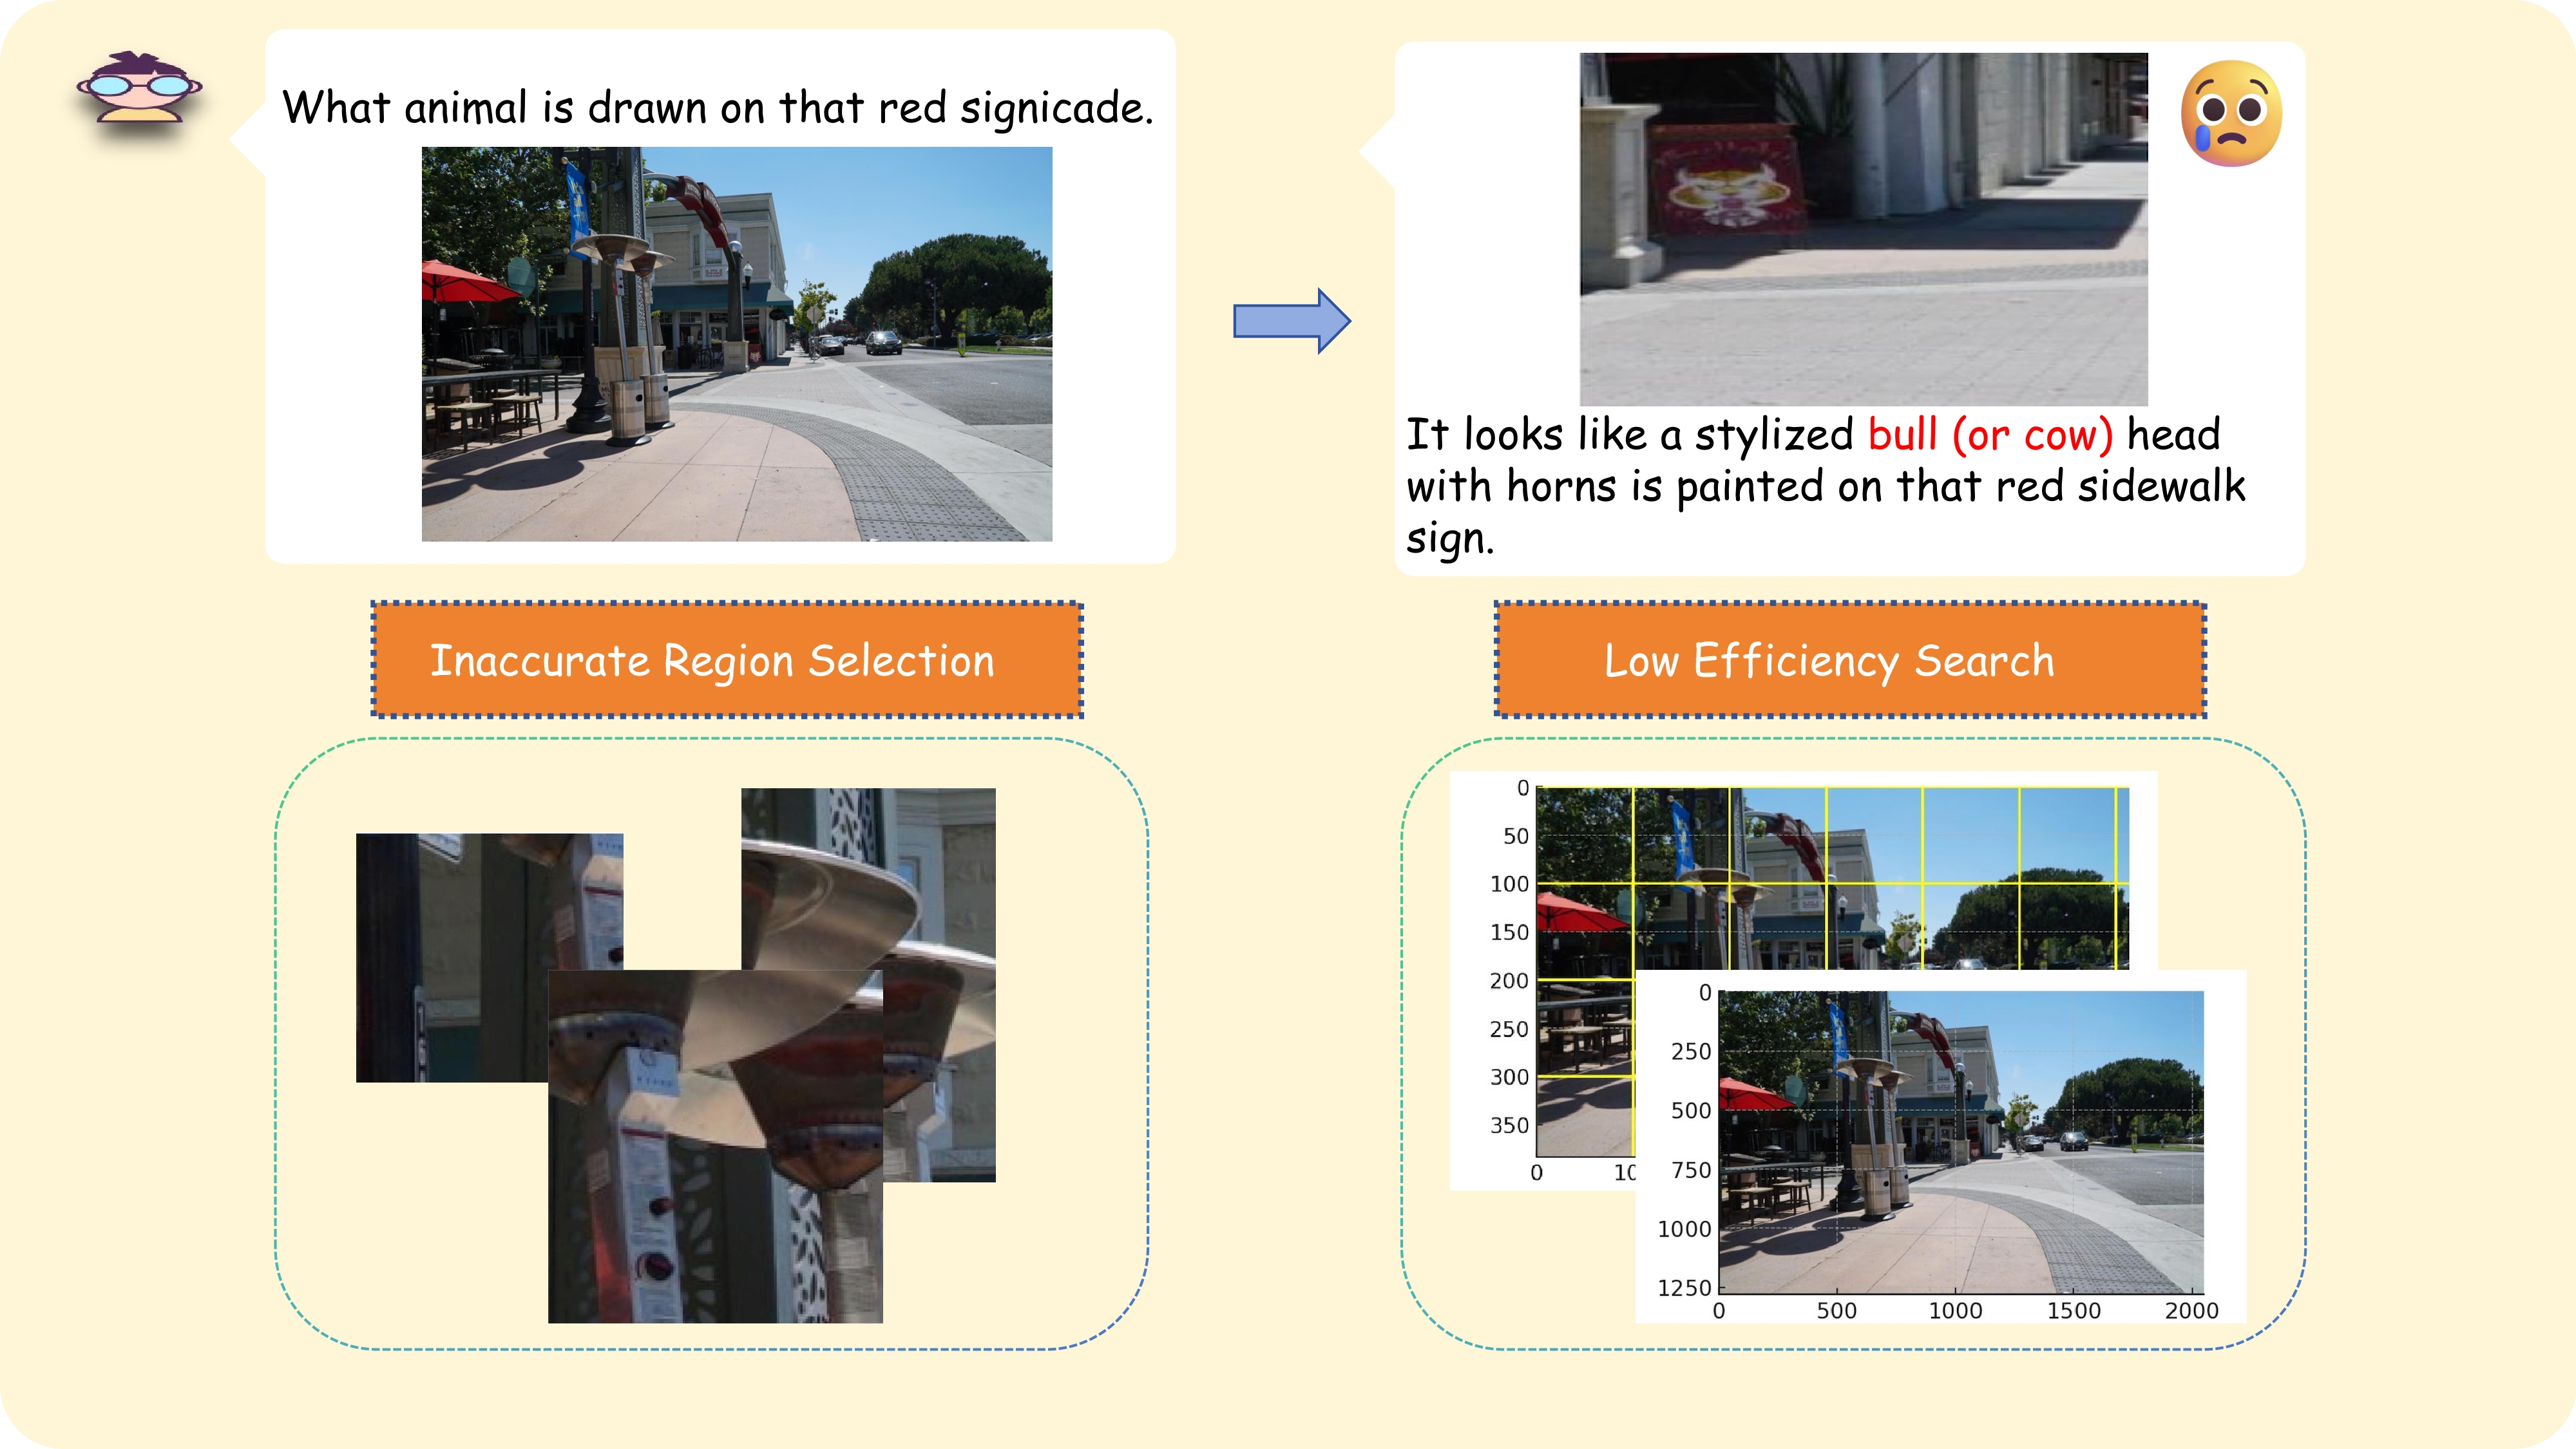 What animal is drawn on that red signicade.
It looks like a stylized bull (or cow) head
with horns is painted on that red sidewalk
sign.
Inaccurate Region Selection
Low Efficiency Search
0
50
100
150
200
250
300
350
0
10
0
250
500
750
1000
1250
0 500 1000 1500 2000